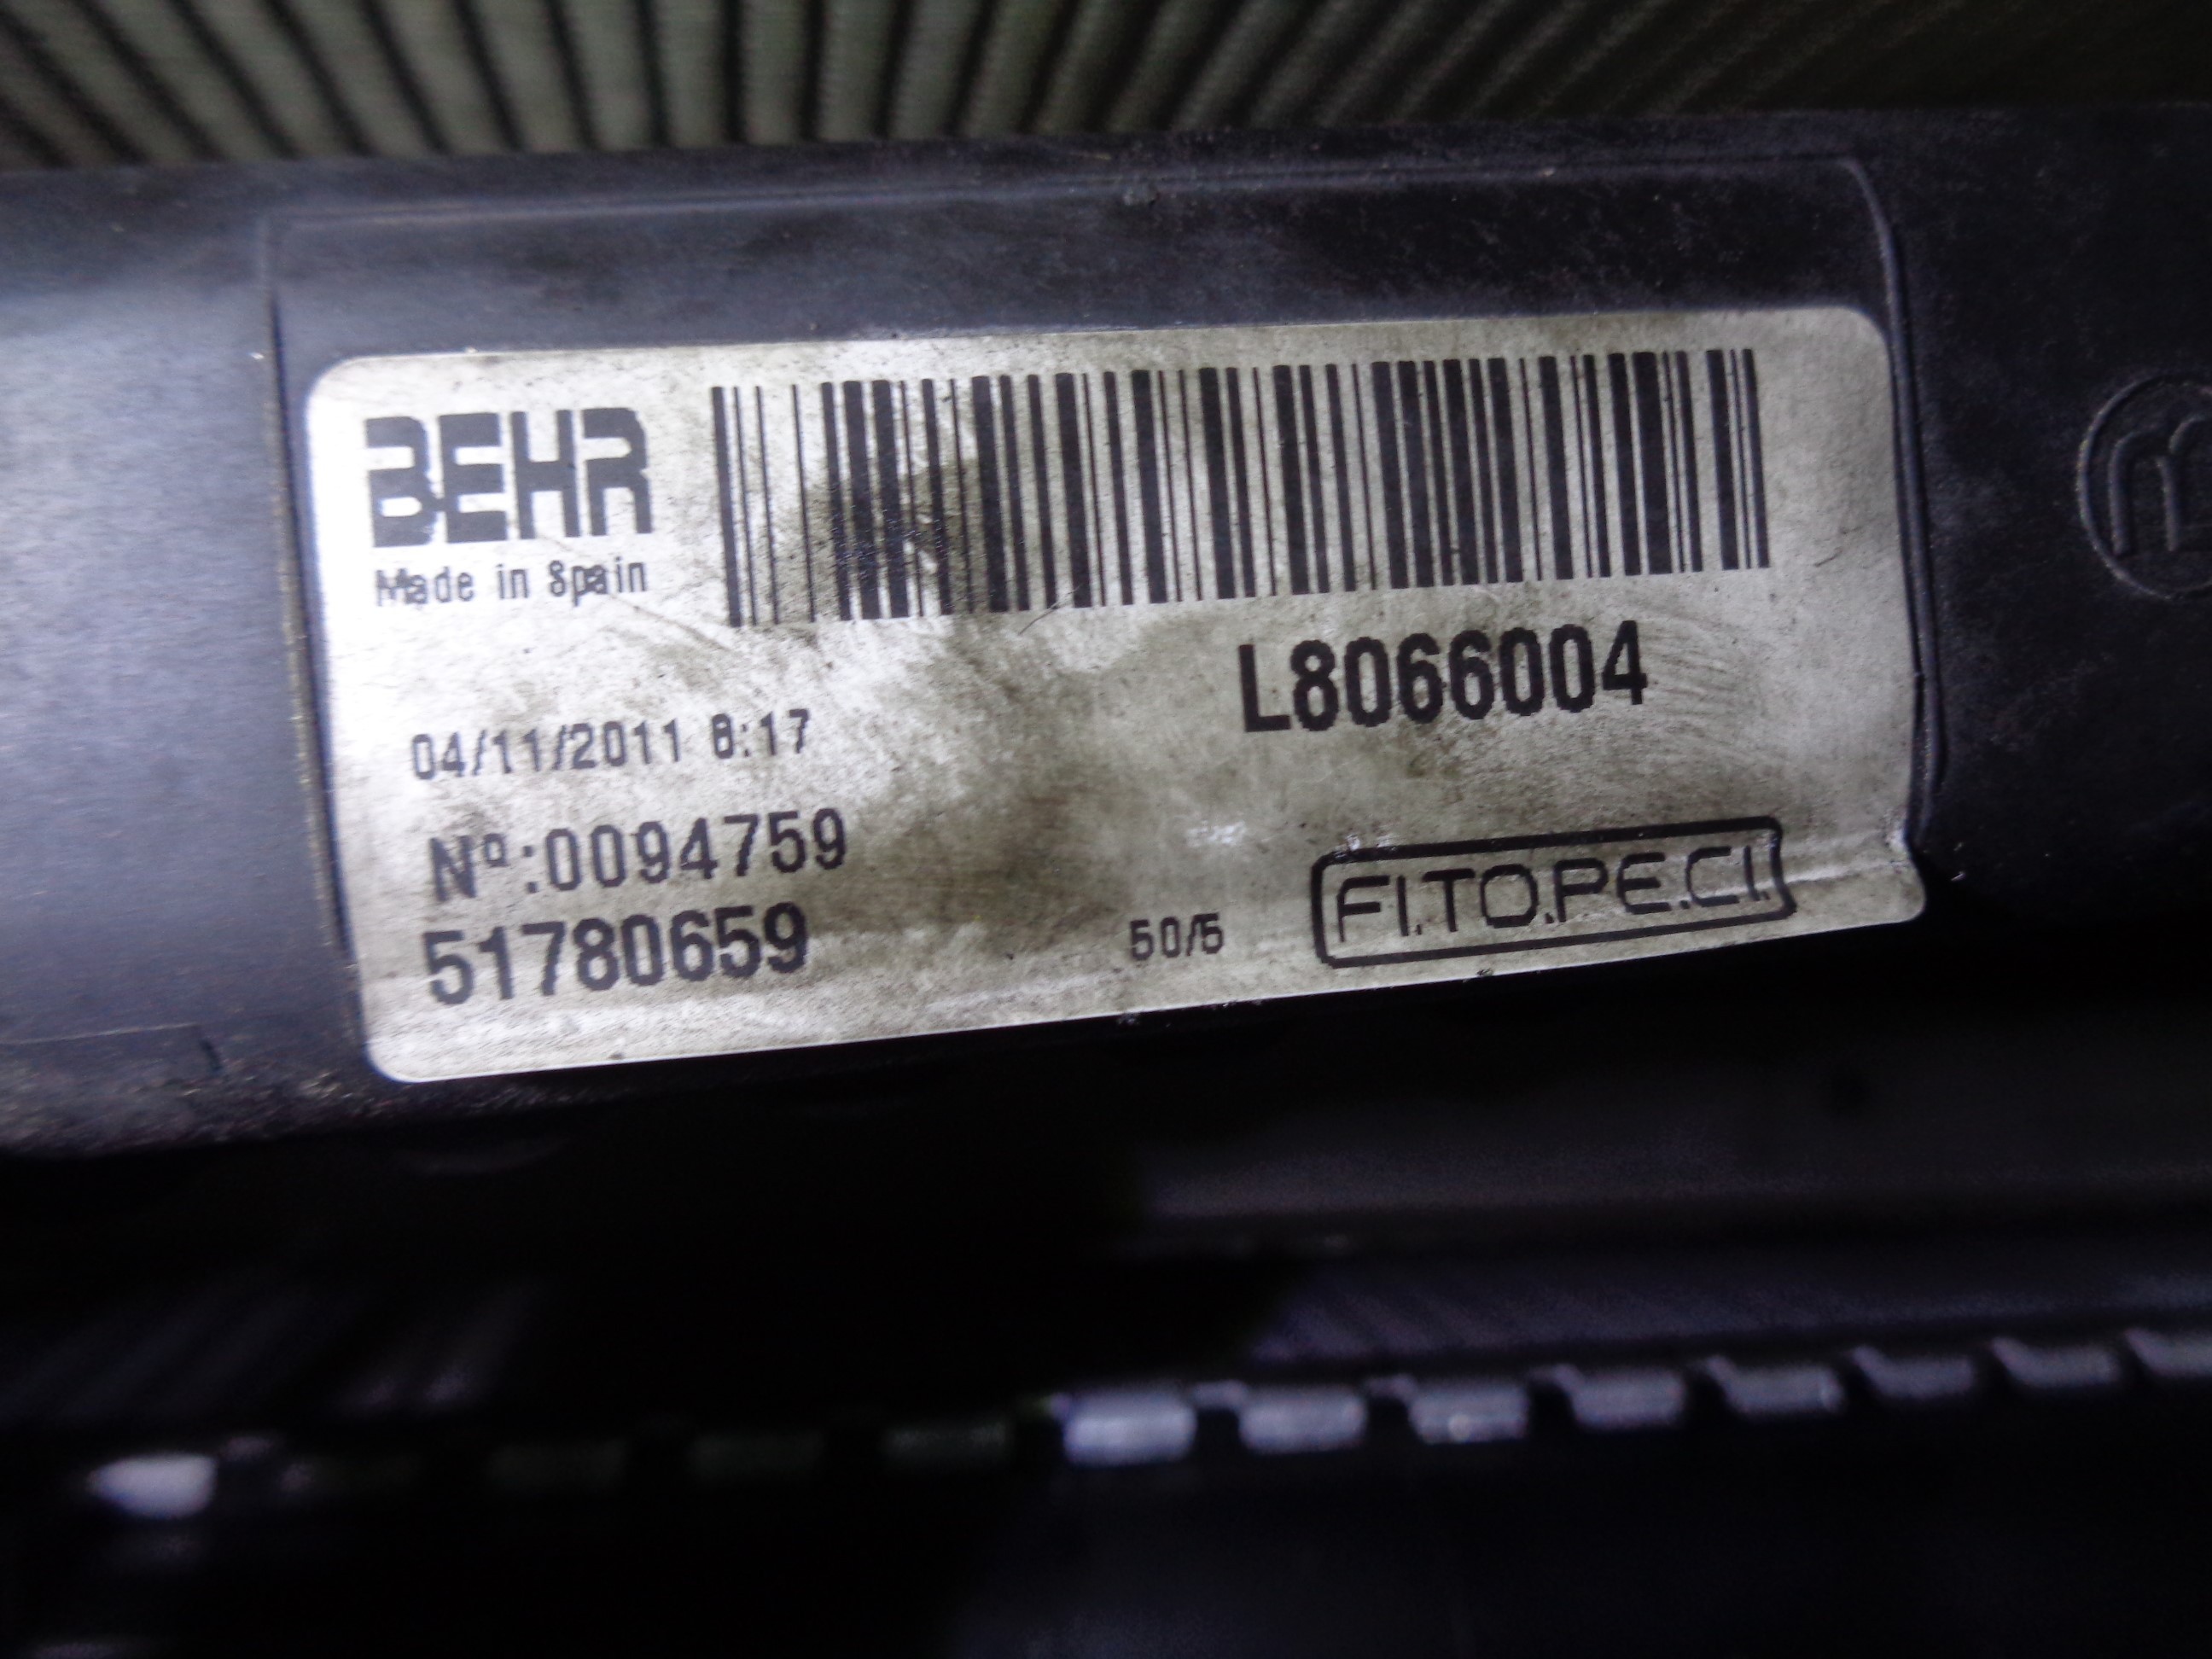 BEHR
Made in Spain
L8066004
04/11/2011 8:17
Nº:0094759
51780659
50/5
FI.TO.PE.CI.